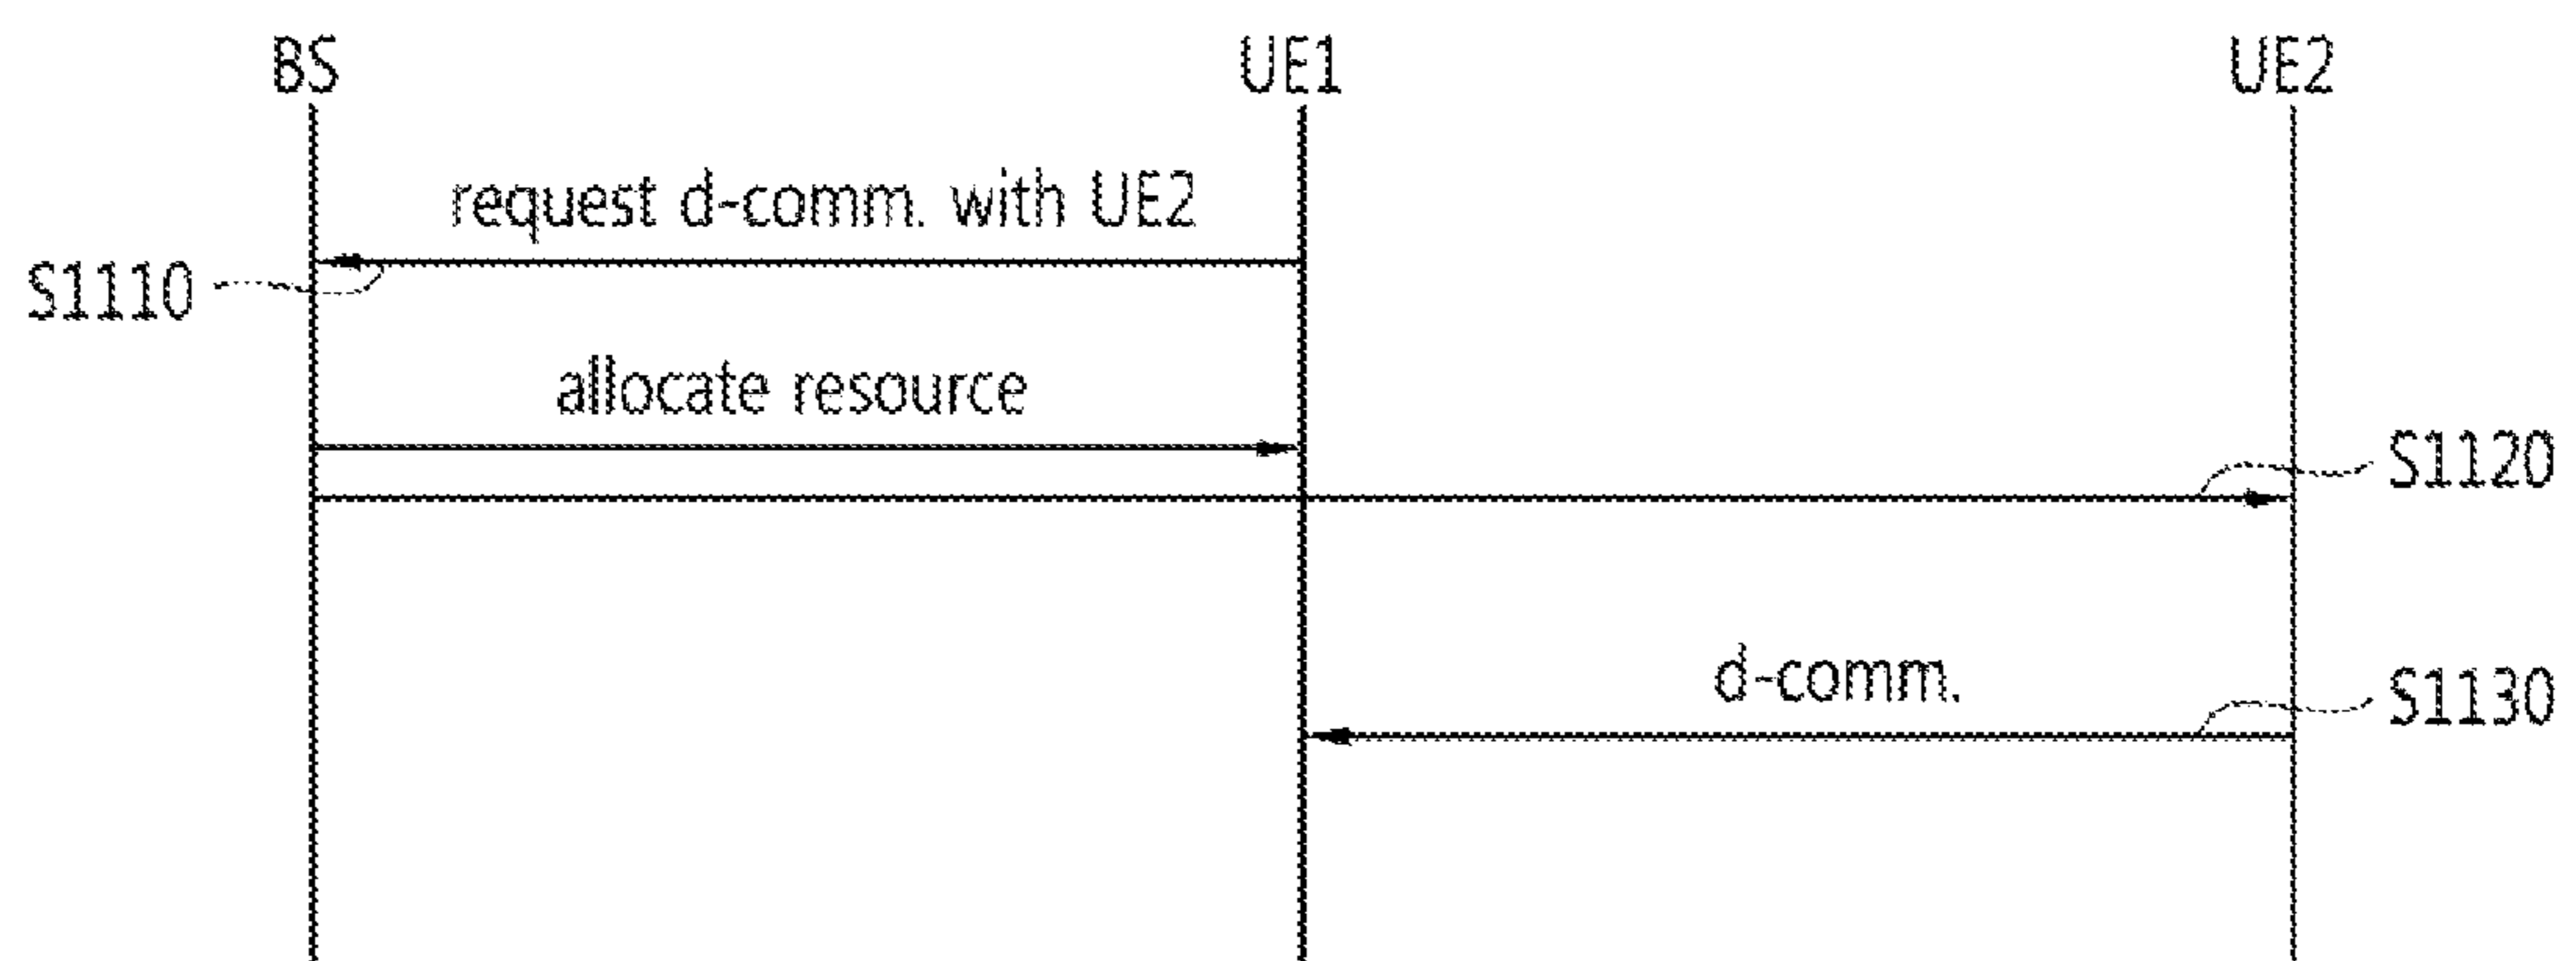 BS UE1 UE2
request d-comm. with UE2
S1110
allocate resource
S1120
d-comm.
S1130